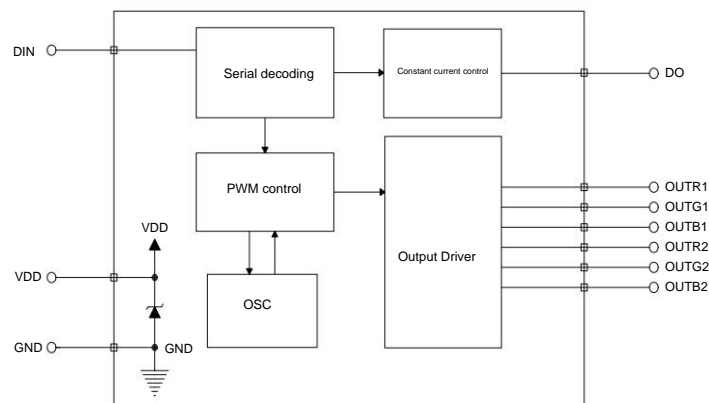 DIN
Serial decoding
Constant current control
DO
PWM control
OUTR1
OUTG1
OUTB1
OUTR2
OUTG2
OUTB2
Output Driver
VDD
VDD
OSC
GND
GND